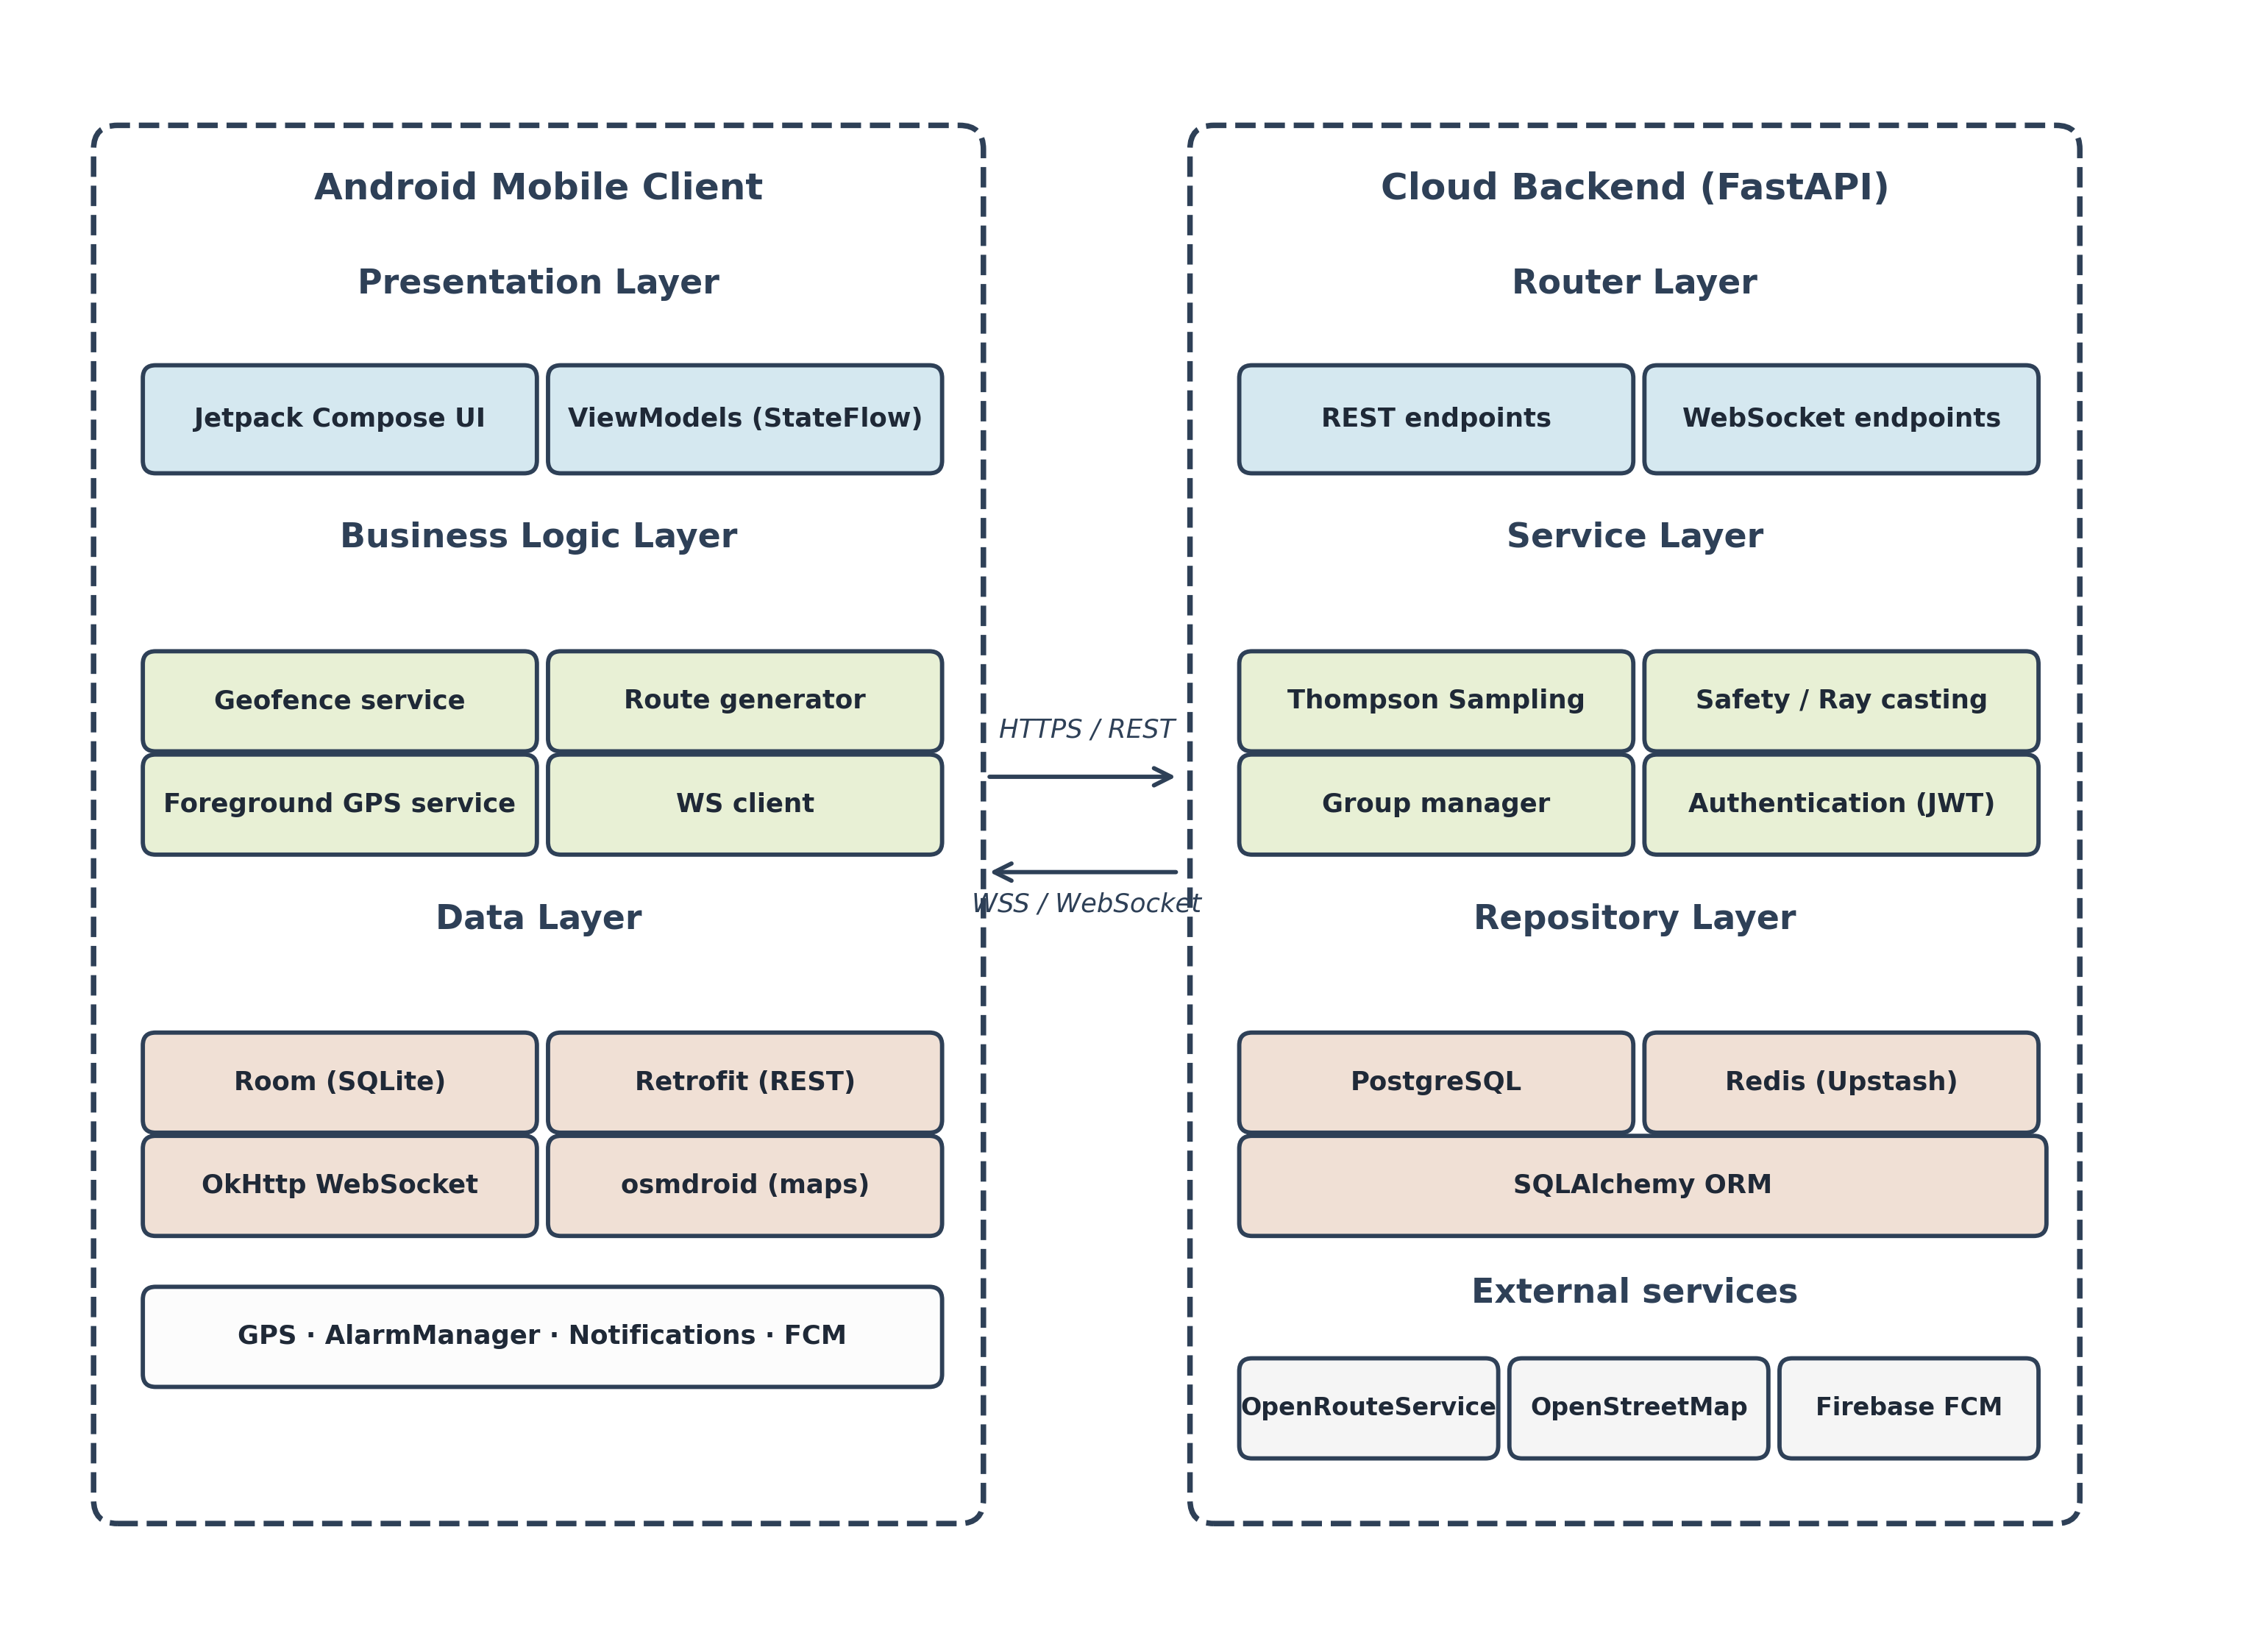 Android Mobile Client
Presentation Layer
Jetpack Compose UI
ViewModels (StateFlow)
Business Logic Layer
Geofence service
Route generator
Foreground GPS service
WS client
Data Layer
Room (SQLite)
Retrofit (REST)
OkHttp WebSocket
osmdroid (maps)
GPS · AlarmManager · Notifications · FCM
HTTPS / REST
WSS / WebSocket
Cloud Backend (FastAPI)
Router Layer
REST endpoints
WebSocket endpoints
Service Layer
Thompson Sampling
Safety / Ray casting
Group manager
Authentication (JWT)
Repository Layer
PostgreSQL
Redis (Upstash)
SQLAlchemy ORM
External services
OpenRouteService
OpenStreetMap
Firebase FCM